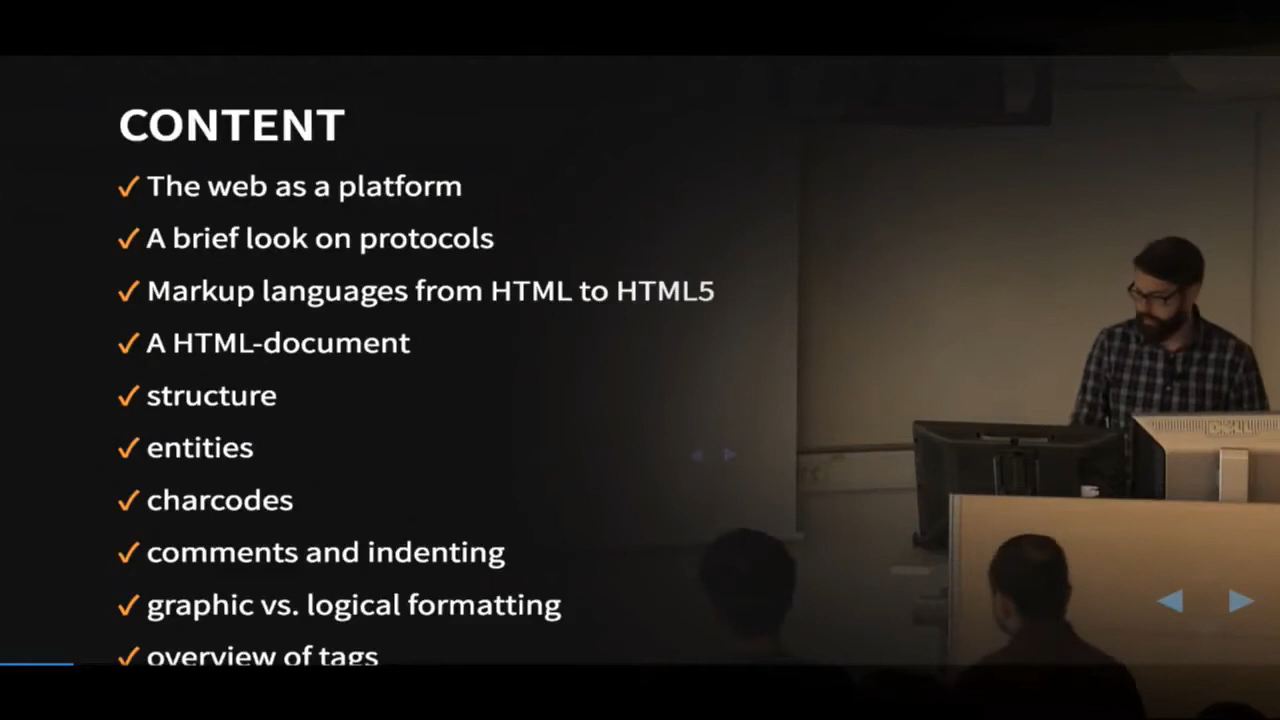 CONTENT
✓ The web as a platform
✓ A brief look on protocols
✓ Markup languages from HTML to HTML5
✓ A HTML-document
✓ structure
✓ entities
✓ charcodes
✓ comments and indenting
✓ graphic vs. logical formatting
✓ overview of tags
DELL